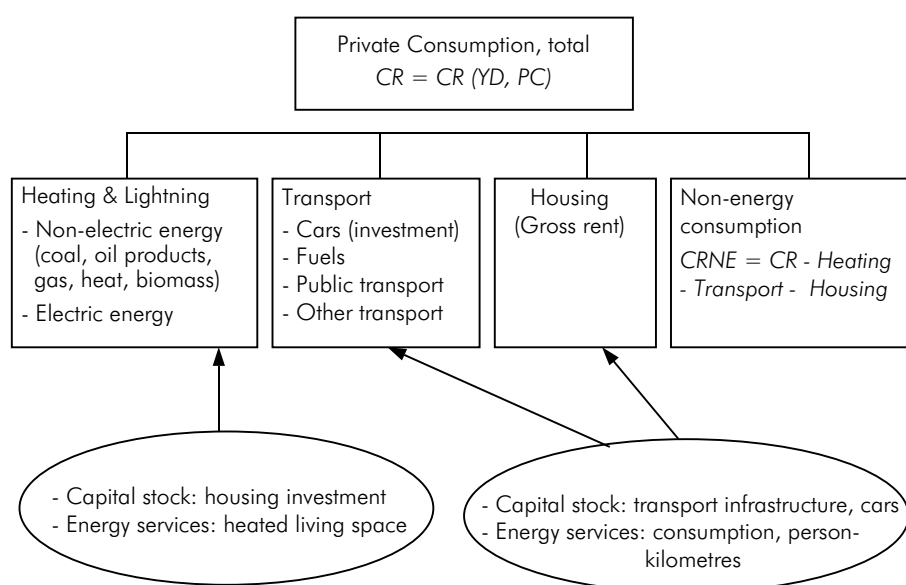 Private Consumption, total
CR = CR (YD, PC)
Heating & Lightning
- Non-electric energy
(coal, oil products,
gas, heat, biomass)
- Electric energy
Transport
- Cars (investment)
- Fuels
- Public transport
- Other transport
Housing
(Gross rent)
Non-energy
consumption
CRNE = CR - Heating
- Transport - Housing
- Capital stock: housing investment
- Energy services: heated living space
- Capital stock: transport infrastructure, cars
- Energy services: consumption, person-
kilometres